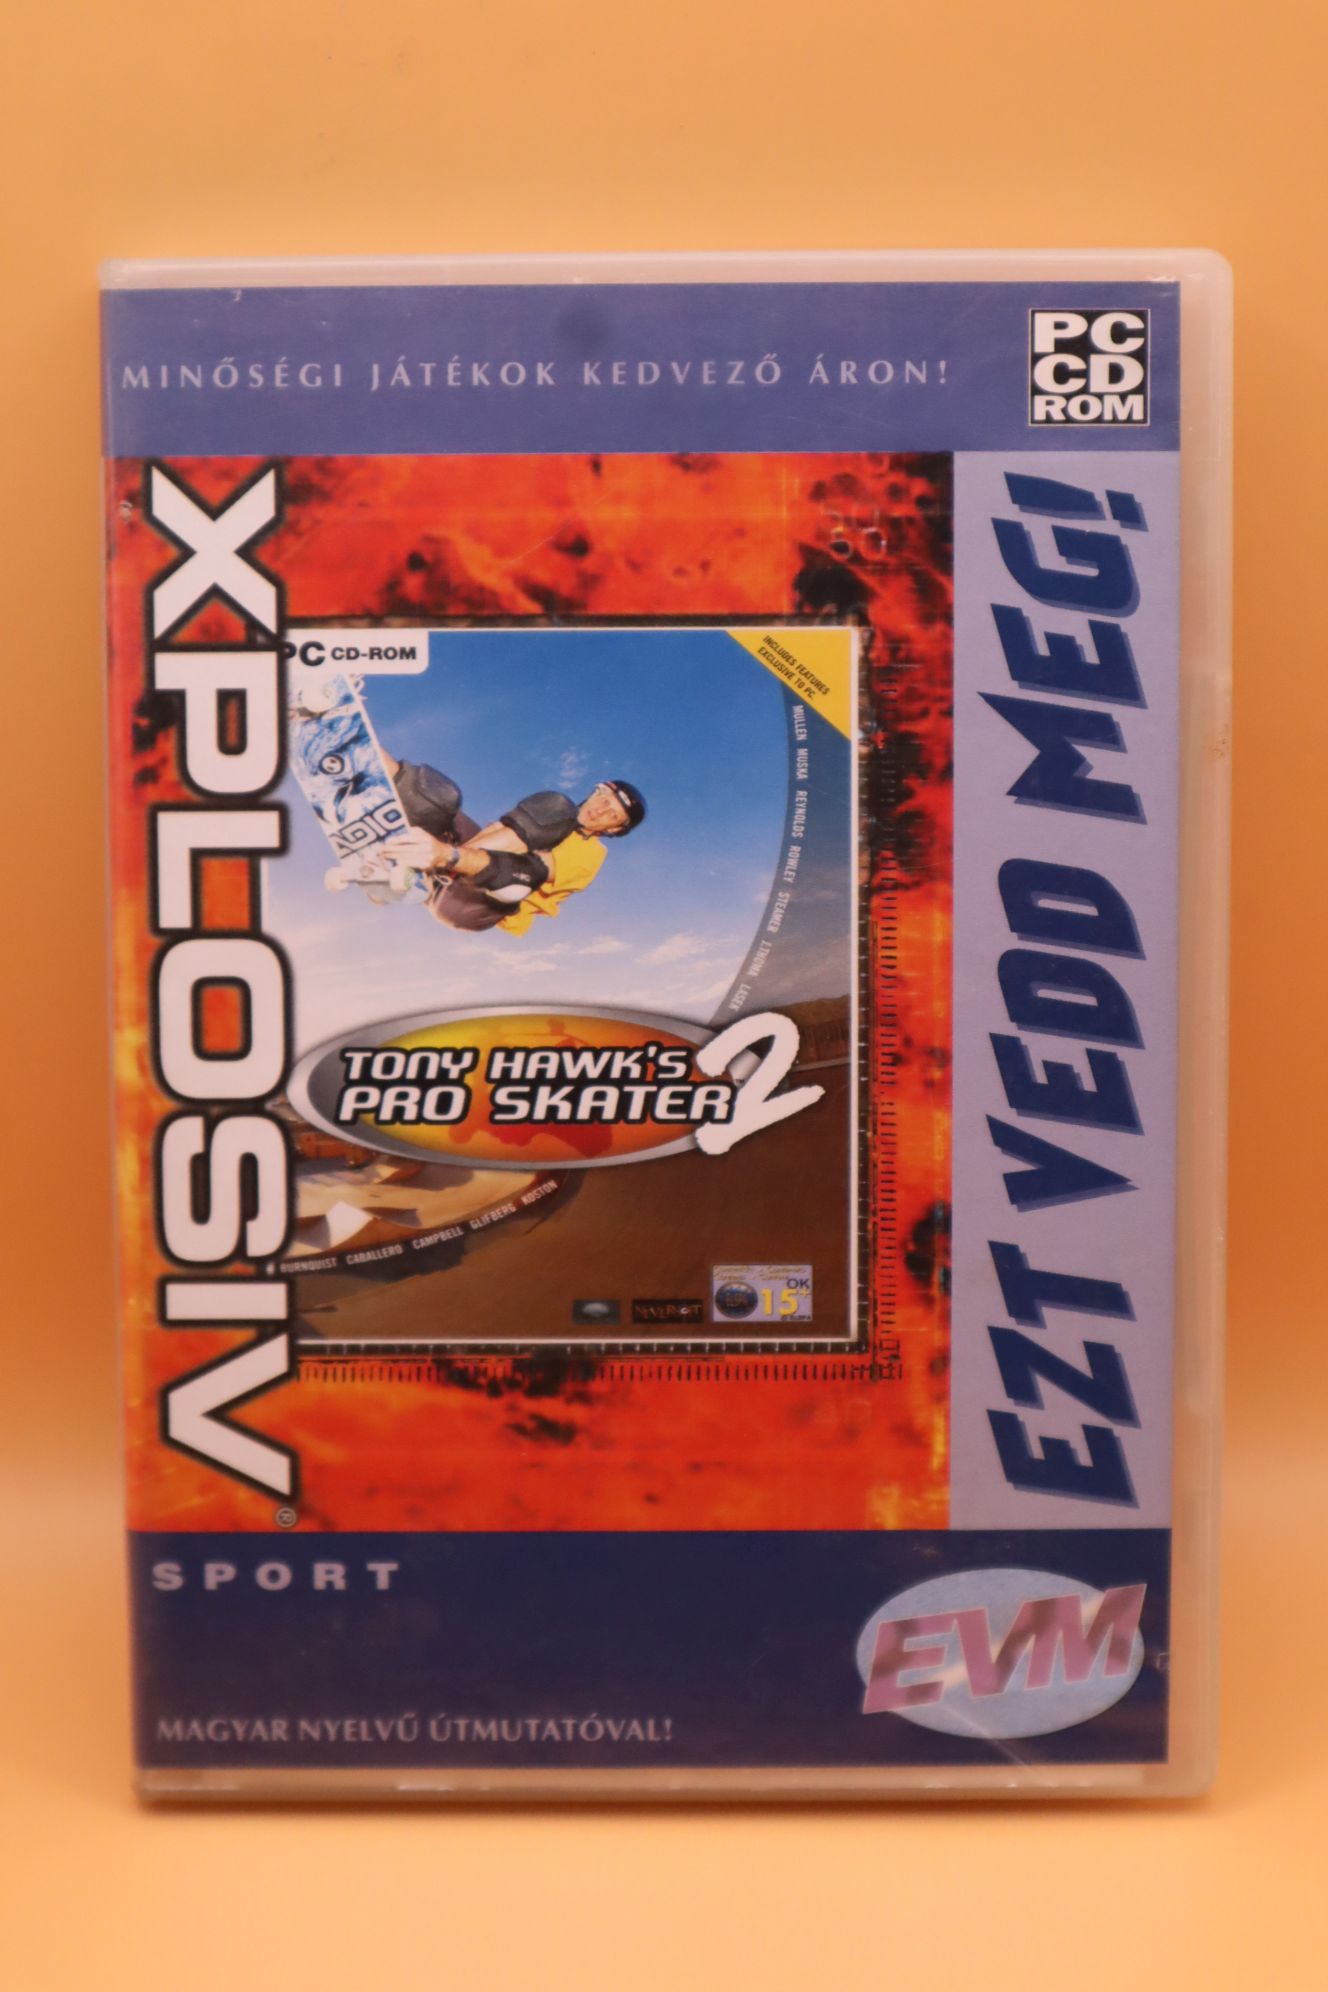 MINŐSÉGI JÁTÉKOK KEDVEZŐ ÁRON!
PC
CD
ROM
XPLOSIV®
EZT VEDD MEG!
PC CD-ROM
INCLUDES FEATURES
EXCLUSIVE TO PC
MULLEN MUSKA REYNOLDS ROWLEY STEAMER THOMAS LASEK
TONY HAWK'S
PRO SKATER 2
BURNQUIST CABALLERO CAMPBELL GLIFBERG KOSTON
NEVERSOFT
OK
15+
SPORT
EVM
MAGYAR NYELVŰ ÚTMUTATÓVAL!